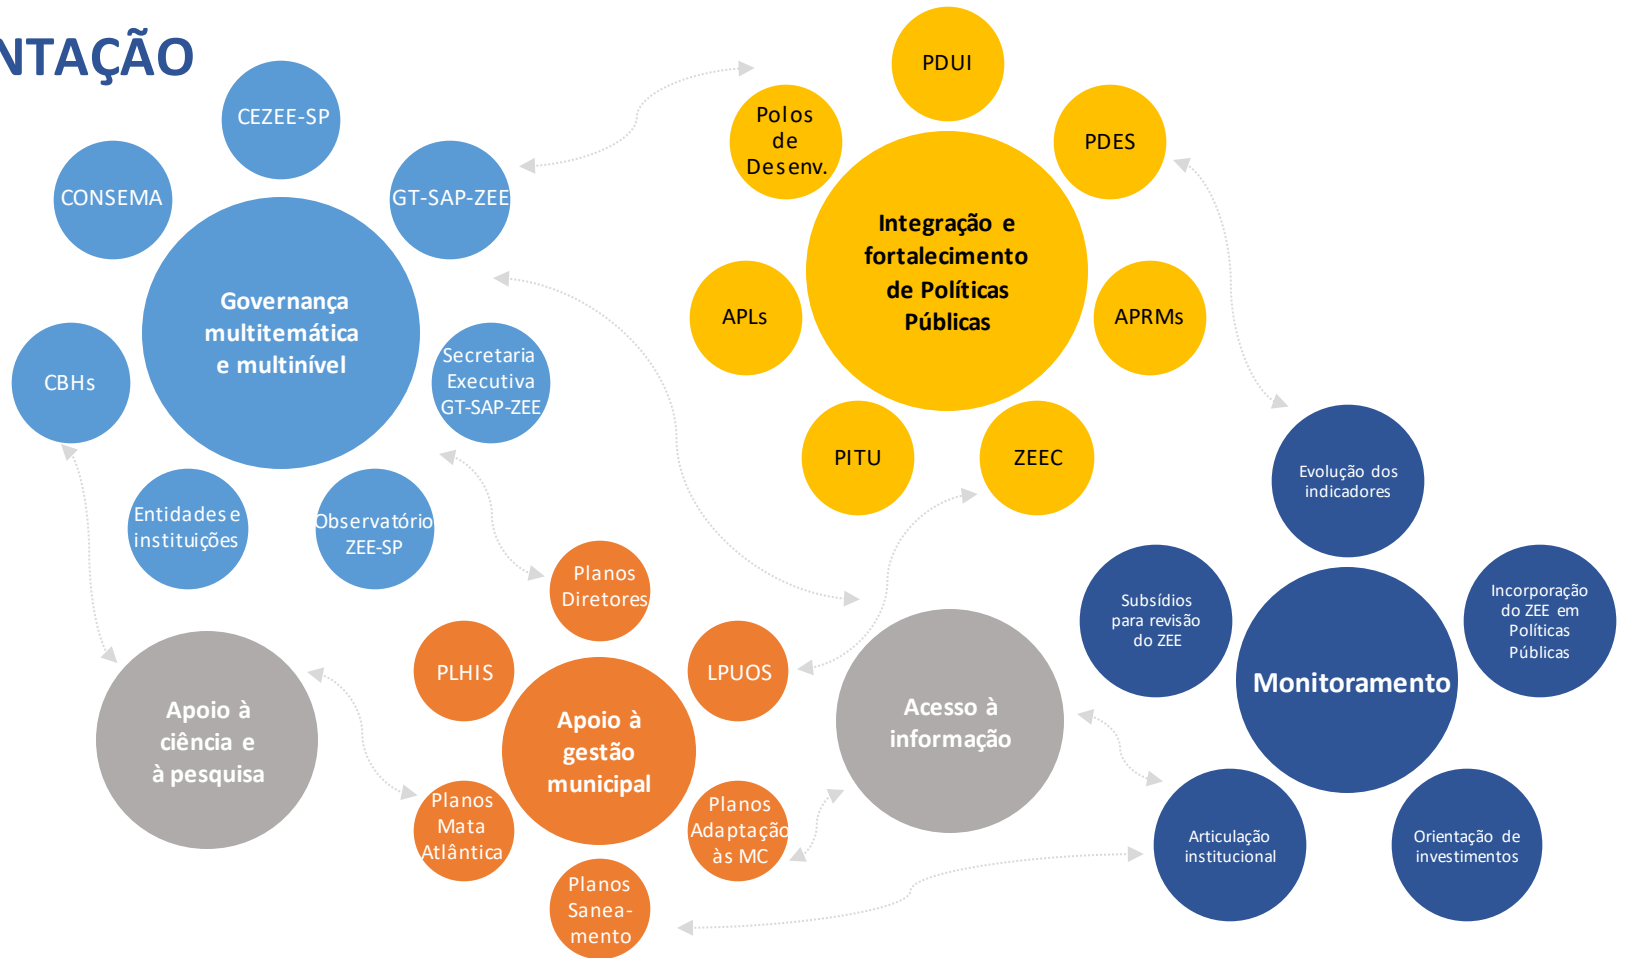 NTAÇÃO
CEZEE-SP
CONSEMA
GT-SAP-ZEE
Governança
multitemática
e multinível
CBHs
Secretaria
Executiva
GT-SAP-ZEE
Entidades e
instituições
Observatório
ZEE-SP
PDUI
Polos
de
Desenv.
PDES
Integração e
fortalecimento
de Políticas
Públicas
APLs
APRMs
PITU
ZEEC
Apoio à
ciência e
à pesquisa
Planos
Diretores
PLHIS
LPUOS
Apoio à
gestão
municipal
Planos
Mata
Atlântica
Planos
Adaptação
às MC
Planos
Sanea-
mento
Acesso à
informação
Evolução dos
indicadores
Subsídios
para revisão
do ZEE
Incorporação
do ZEE em
Políticas
Públicas
Monitoramento
Articulação
institucional
Orientação de
investimentos